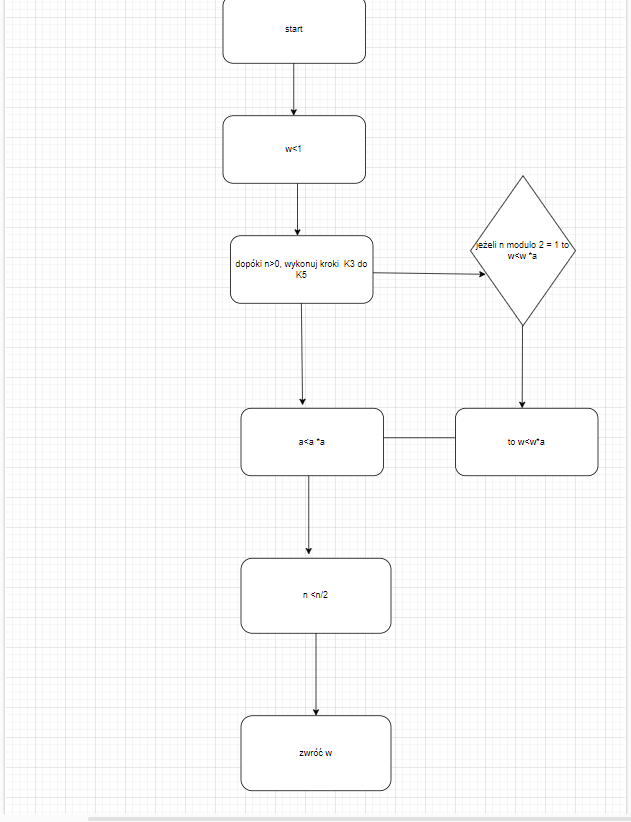 start
w<1
jeżeli n modulo 2 = 1 to
w<w *a
dopóki n>0, wykonuj kroki K3 do
K5
a<a *a
to w<w*a
n <n/2
zwróć w